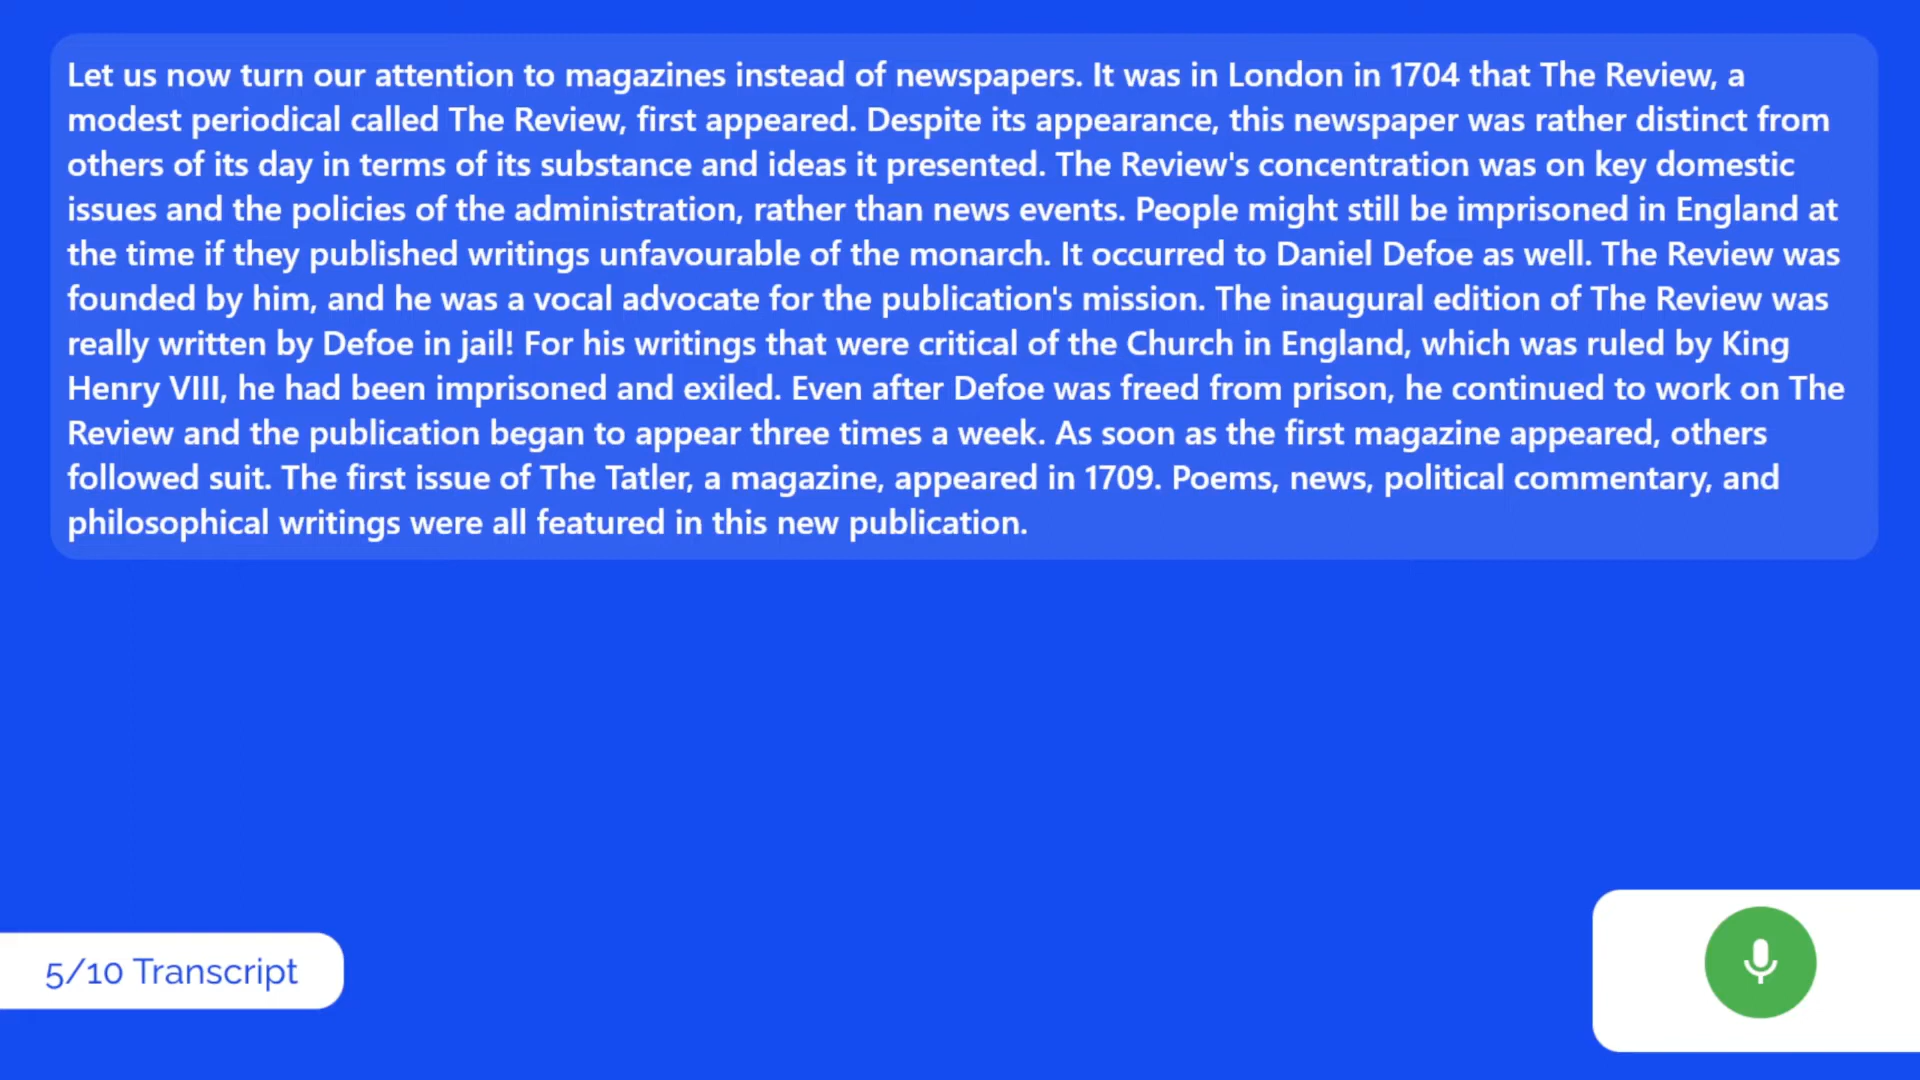 Let us now turn our attention to magazines instead of newspapers. It was in London in 1704 that The Review, a
modest periodical called The Review, first appeared. Despite its appearance, this newspaper was rather distinct from
others of its day in terms of its substance and ideas it presented. The Review's concentration was on key domestic
issues and the policies of the administration, rather than news events. People might still be imprisoned in England at
the time if they published writings unfavourable of the monarch. It occurred to Daniel Defoe as well. The Review was
founded by him, and he was a vocal advocate for the publication's mission. The inaugural edition of The Review was
really written by Defoe in jail! For his writings that were critical of the Church in England, which was ruled by King
Henry VIII, he had been imprisoned and exiled. Even after Defoe was freed from prison, he continued to work on The
Review and the publication began to appear three times a week. As soon as the first magazine appeared, others
followed suit. The first issue of The Tatler, a magazine, appeared in 1709. Poems, news, political commentary, and
philosophical writings were all featured in this new publication.
5/10 Transcript